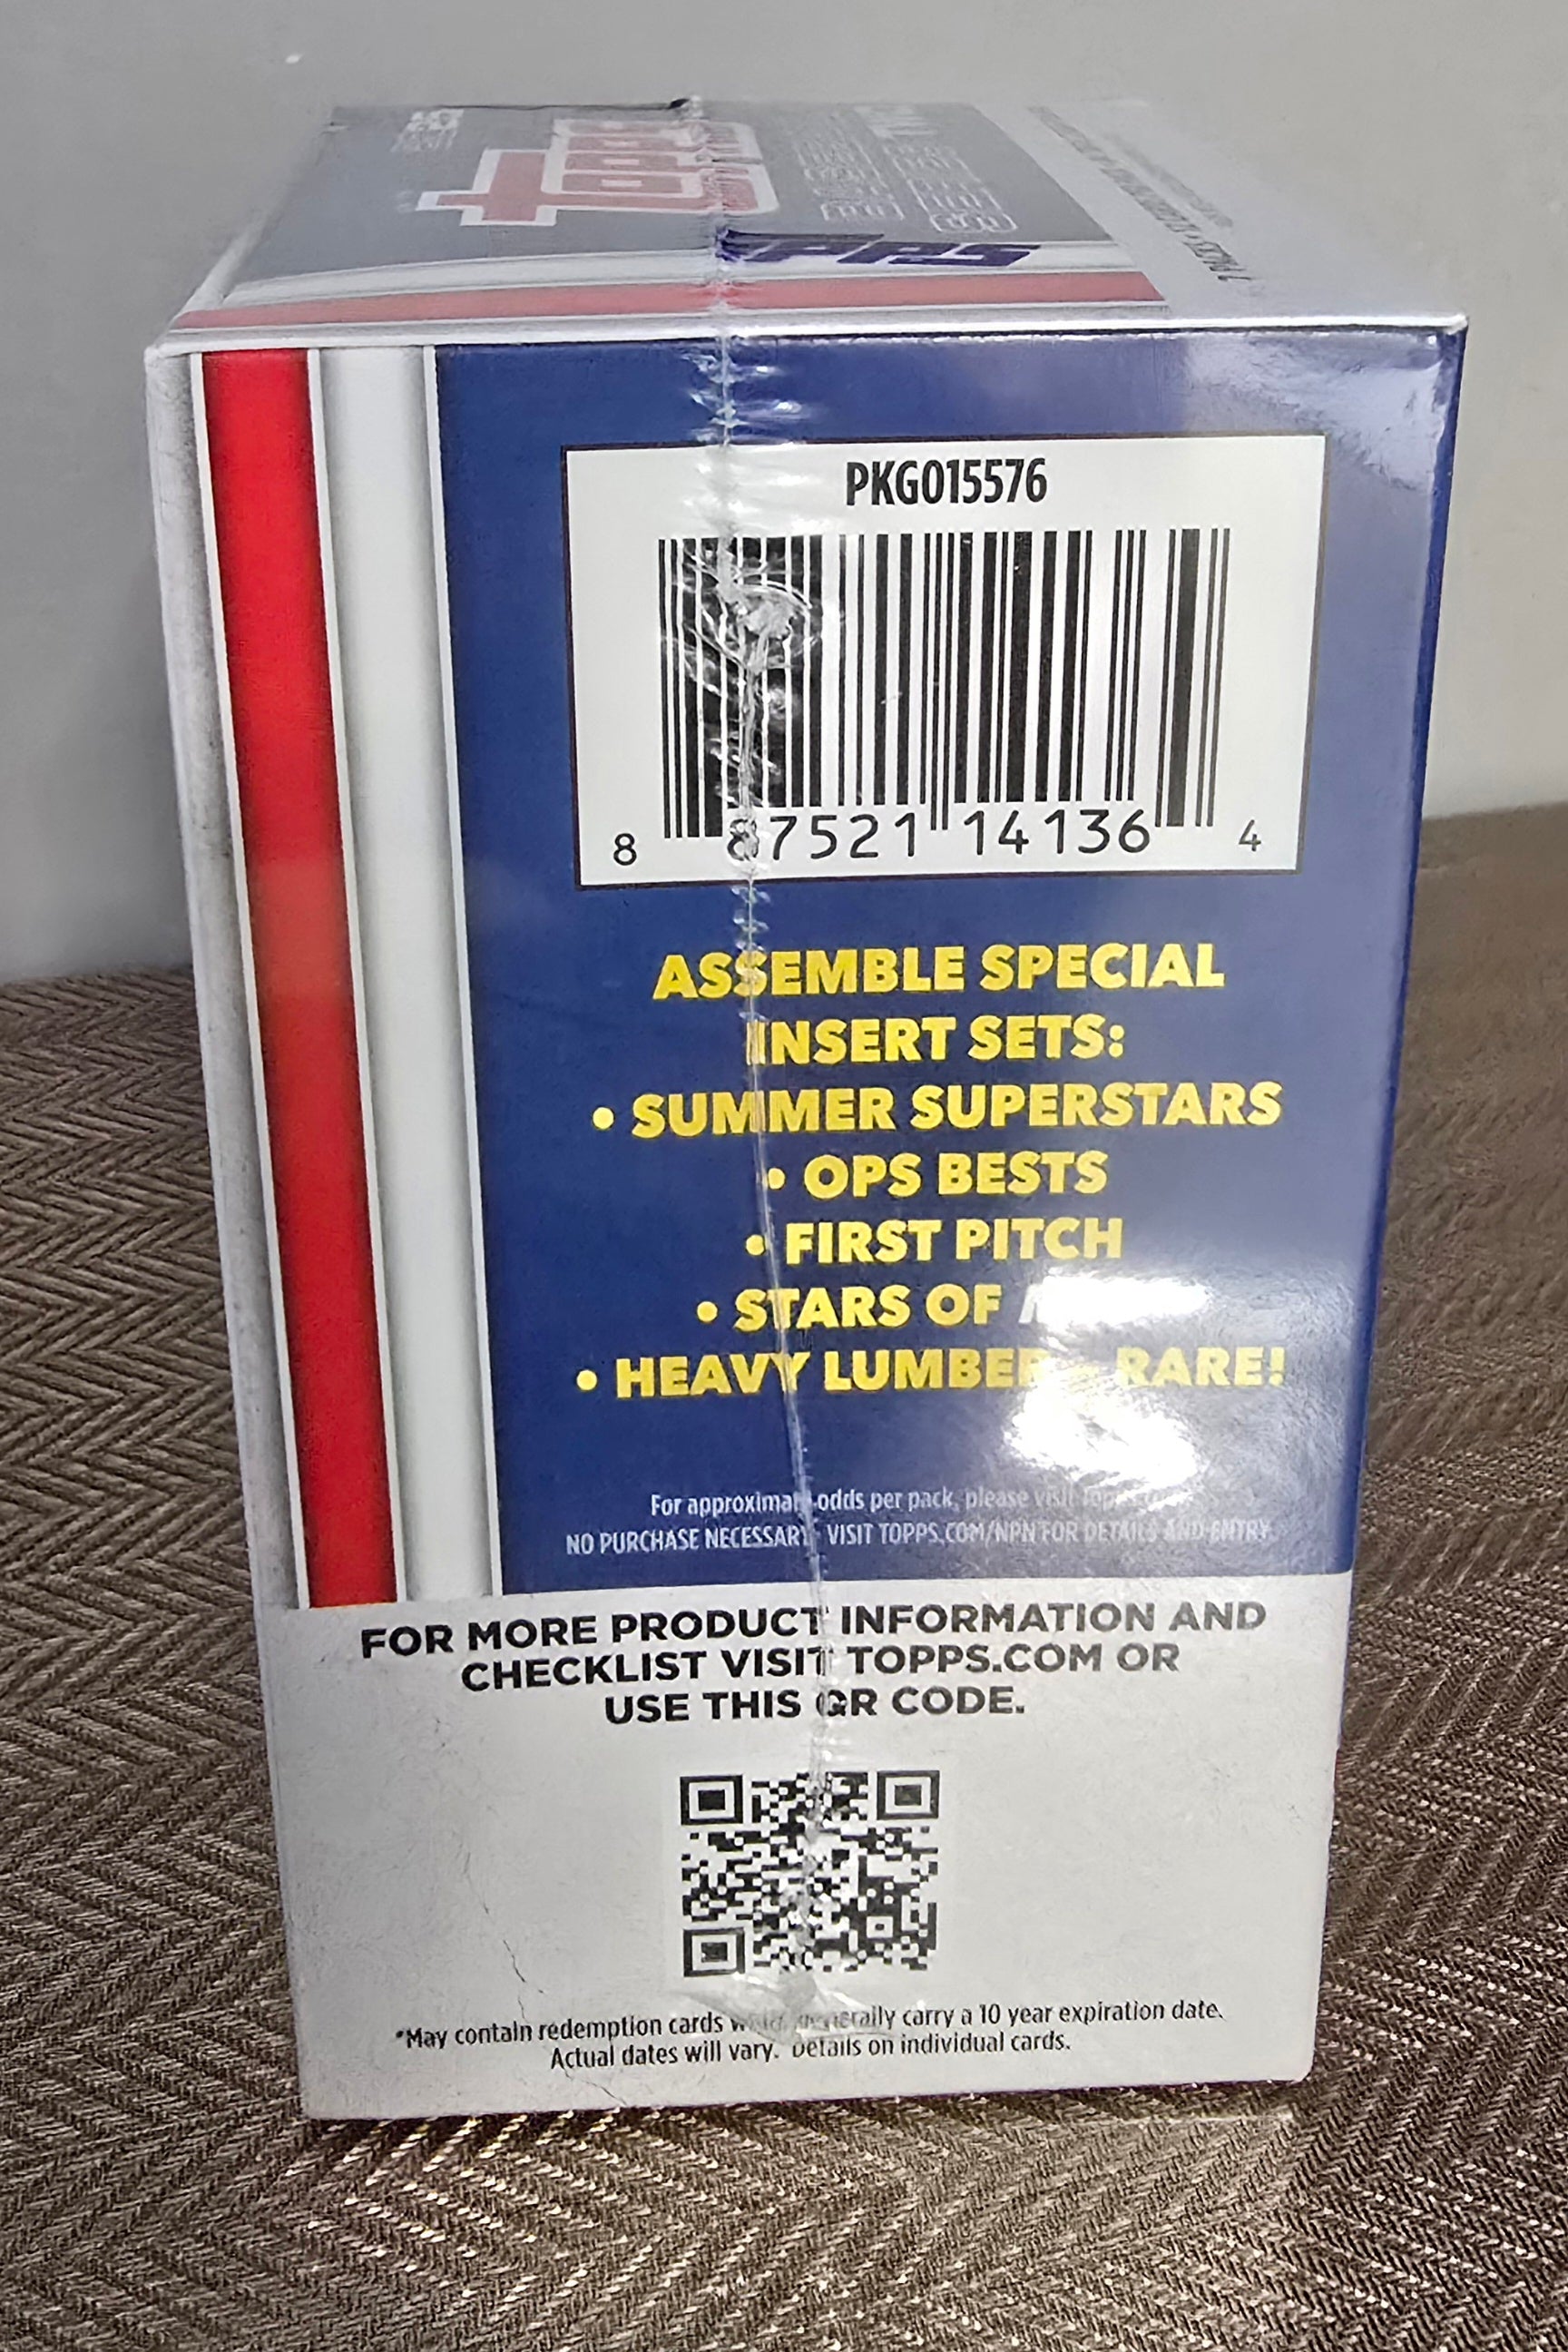 PKG015576
8 87521 14136 4
ASSEMBLE SPECIAL
INSERT SETS:
• SUMMER SUPERSTARS
• OPS BESTS
• FIRST PITCH
• STARS OF
• HEAVY LUMBER RARE!
For approximate odds per pack, please visit
NO PURCHASE NECESSARY. VISIT TOPPS.COM/NPN FOR DETAILS AND ENTRY.
FOR MORE PRODUCT INFORMATION AND
CHECKLIST VISIT TOPPS.COM OR
USE THIS QR CODE.
*May contain redemption cards which generally carry a 10 year expiration date.
Actual dates will vary. Details on individual cards.